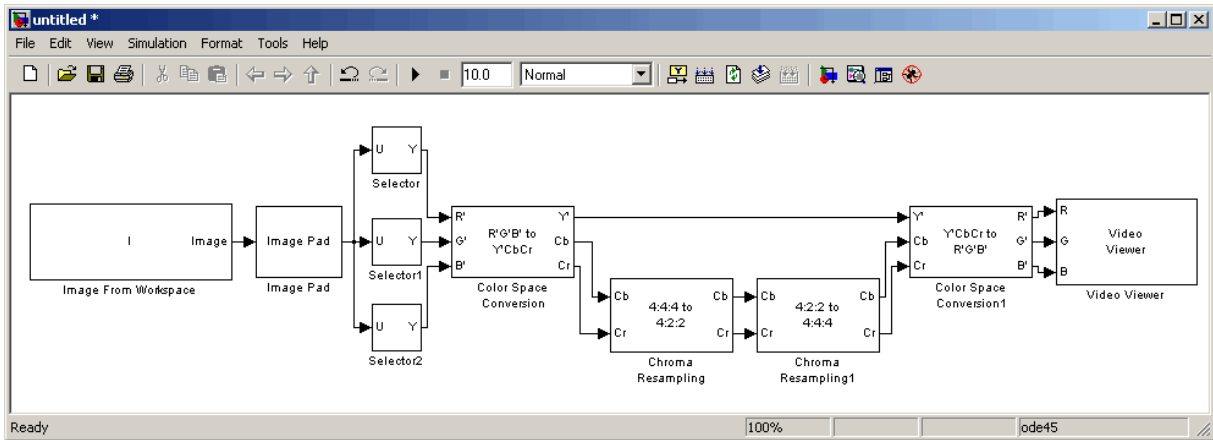 untitled *
File Edit View Simulation Format Tools Help
10.0 Normal
U Y
Selector
I Image
Image From Workspace
Image Pad
Image Pad
U Y
Selector1
U Y
Selector2
R' Y'
G' Cb
B' Cr
R'G'B' to
Y'CbCr
Color Space
Conversion
Cb Cb
Cr Cr
4:4:4 to
4:2:2
Chroma
Resampling
Cb Cb
Cr Cr
4:2:2 to
4:4:4
Chroma
Resampling1
Y' R'
Cb G'
Cr B'
Y'CbCr to
R'G'B'
Color Space
Conversion1
R
G
B
Video
Viewer
Video Viewer
Ready 100% ode45